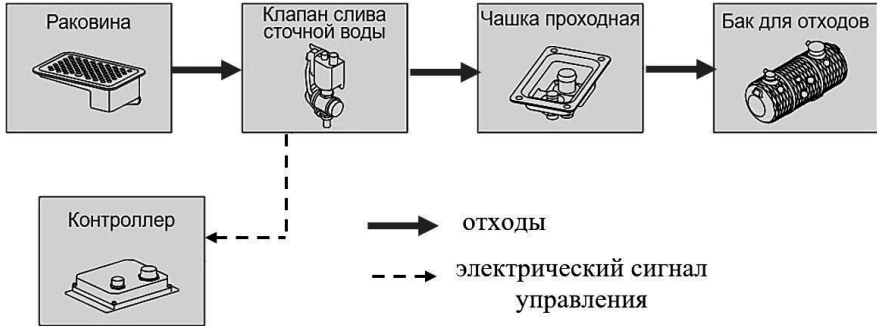 Раковина
Клапан слива
сточной воды
Чашка проходная
Бак для отходов
Контроллер
отходы
электрический сигнал
управления